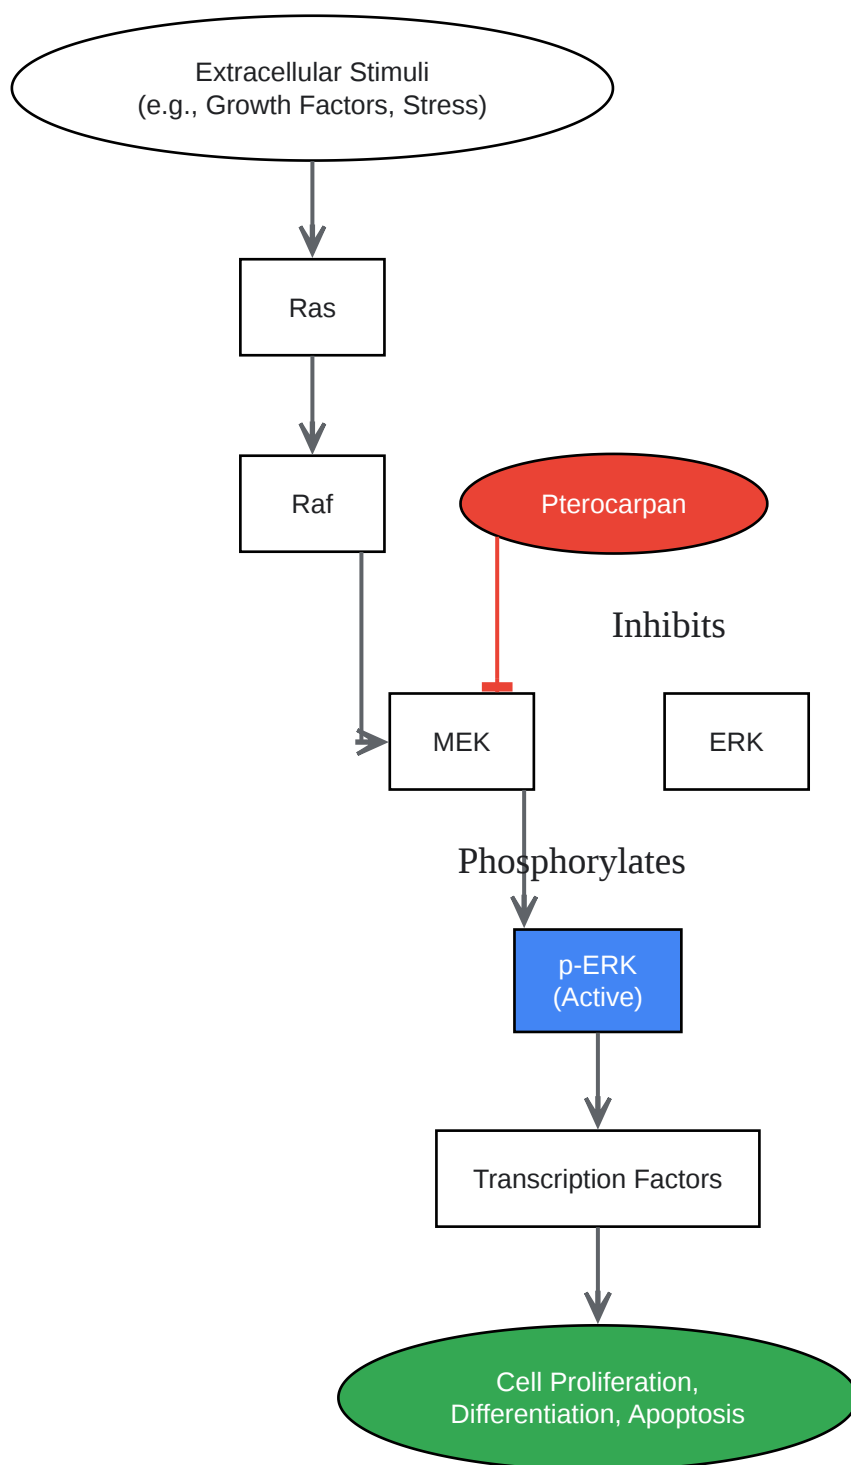 Extracellular Stimuli
(e.g., Growth Factors, Stress)
Ras
Raf
Pterocarpan
Inhibits
MEK
ERK
Phosphorylates
p-ERK
(Active)
Transcription Factors
Cell Proliferation,
Differentiation, Apoptosis